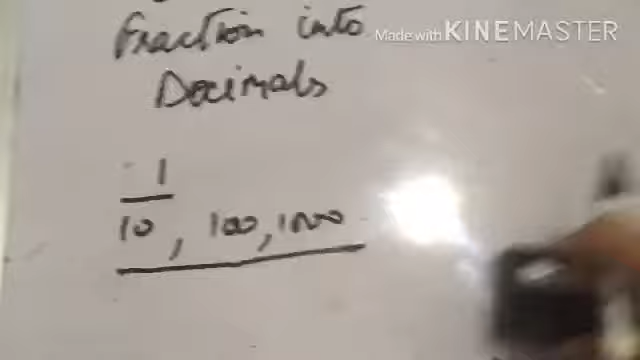 Fraction into
Made with KINEMASTER
Decimals
1
10, 100, 1000